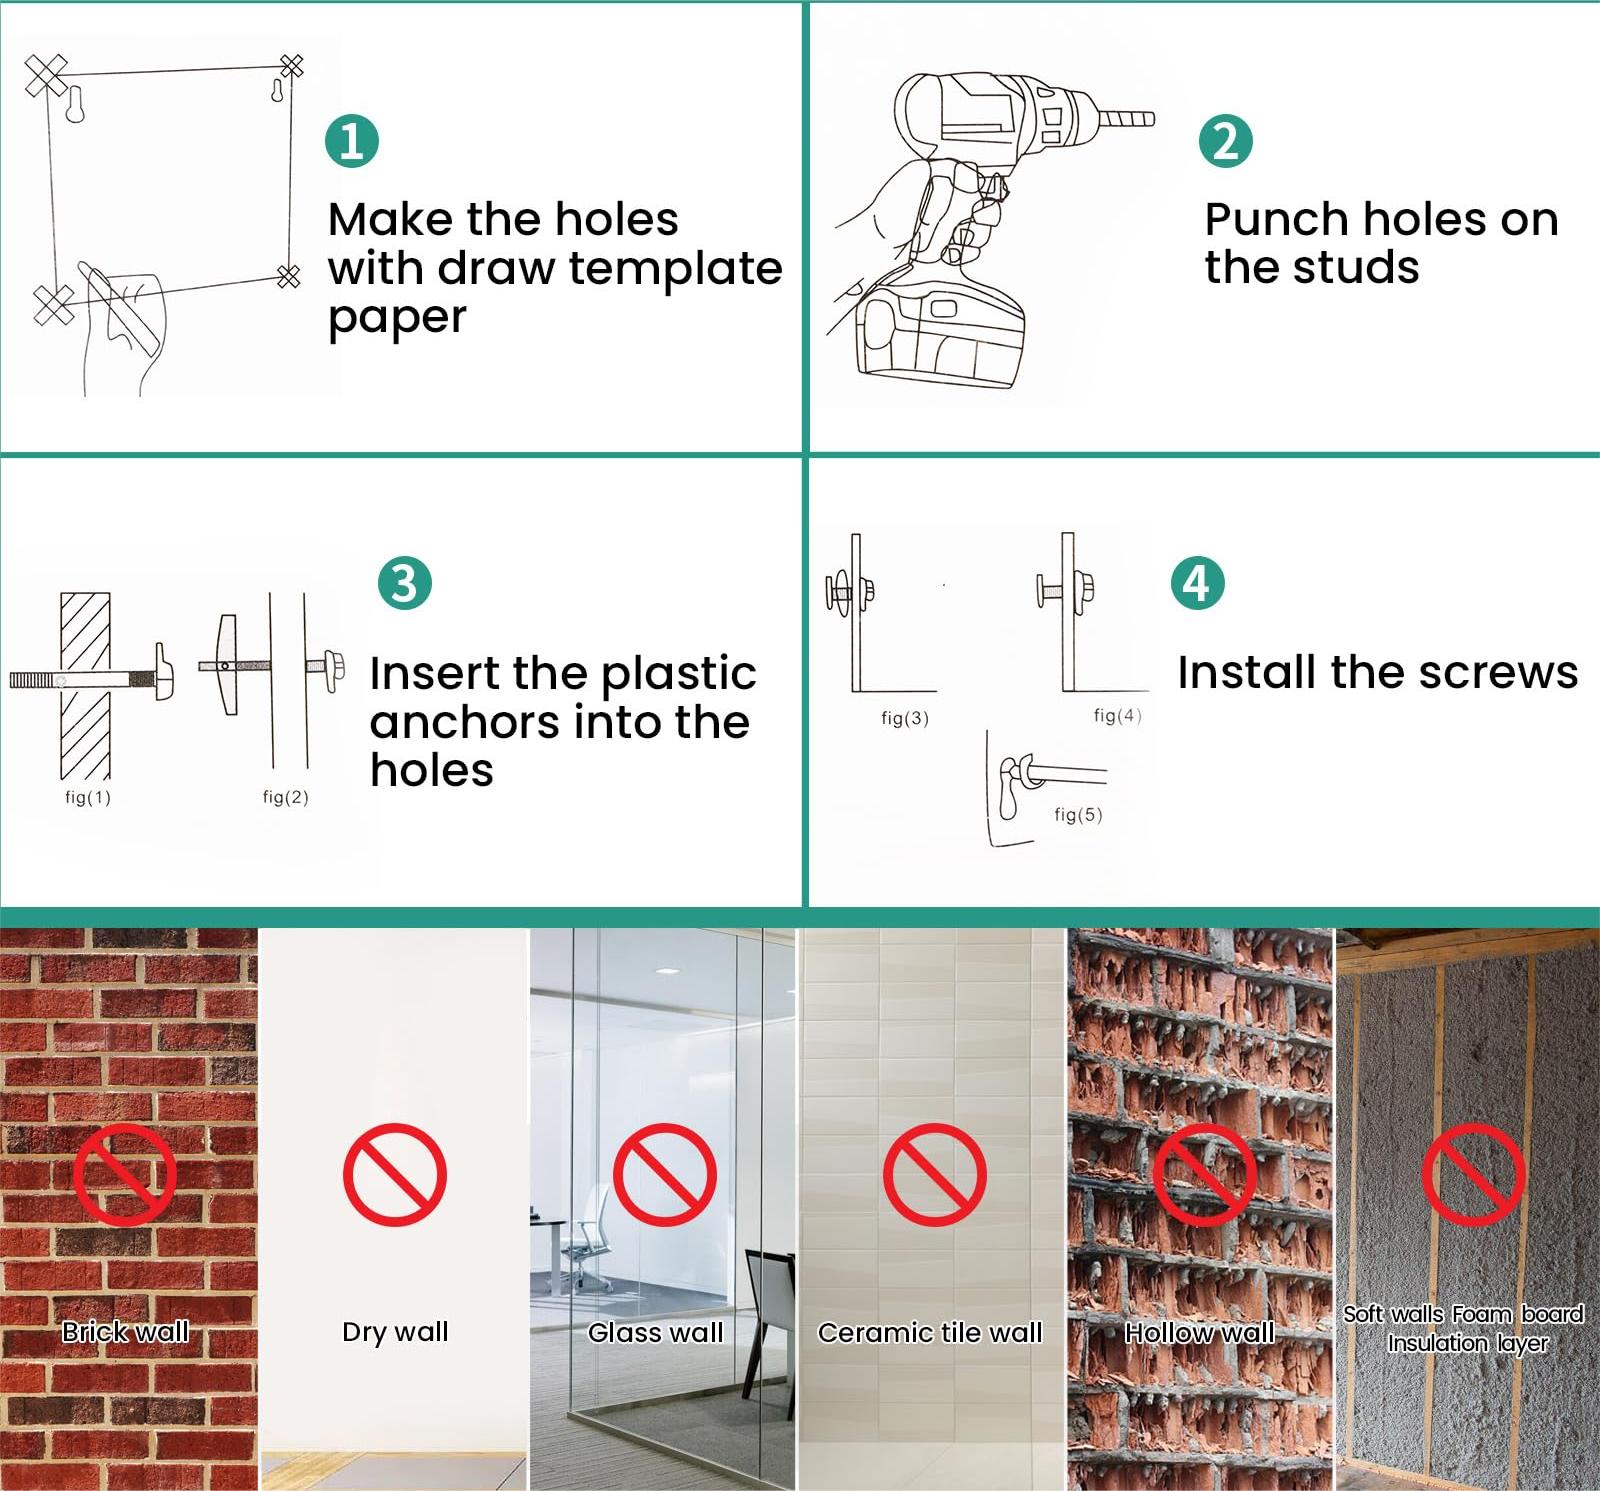 1
Make the holes
with draw template
paper
2
Punch holes on
the studs
3
Insert the plastic
anchors into the
holes
fig(1)
fig(2)
4
Install the screws
fig(3)
fig(4)
fig(5)
Brick wall
Dry wall
Glass wall
Ceramic tile wall
Hollow wall
Soft walls Foam board
Insulation layer